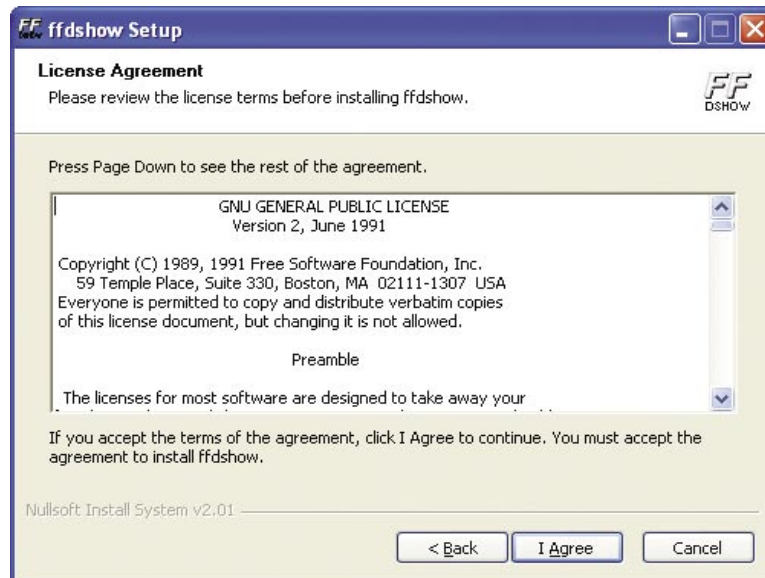 FF ffdshow Setup
License Agreement
Please review the license terms before installing ffdshow.
FF
DSHOW
Press Page Down to see the rest of the agreement.
GNU GENERAL PUBLIC LICENSE
Version 2, June 1991
Copyright (C) 1989, 1991 Free Software Foundation, Inc.
59 Temple Place, Suite 330, Boston, MA  02111-1307  USA
Everyone is permitted to copy and distribute verbatim copies
of this license document, but changing it is not allowed.
Preamble
The licenses for most software are designed to take away your
If you accept the terms of the agreement, click I Agree to continue. You must accept the
agreement to install ffdshow.
Nullsoft Install System v2.01
< Back
I Agree
Cancel